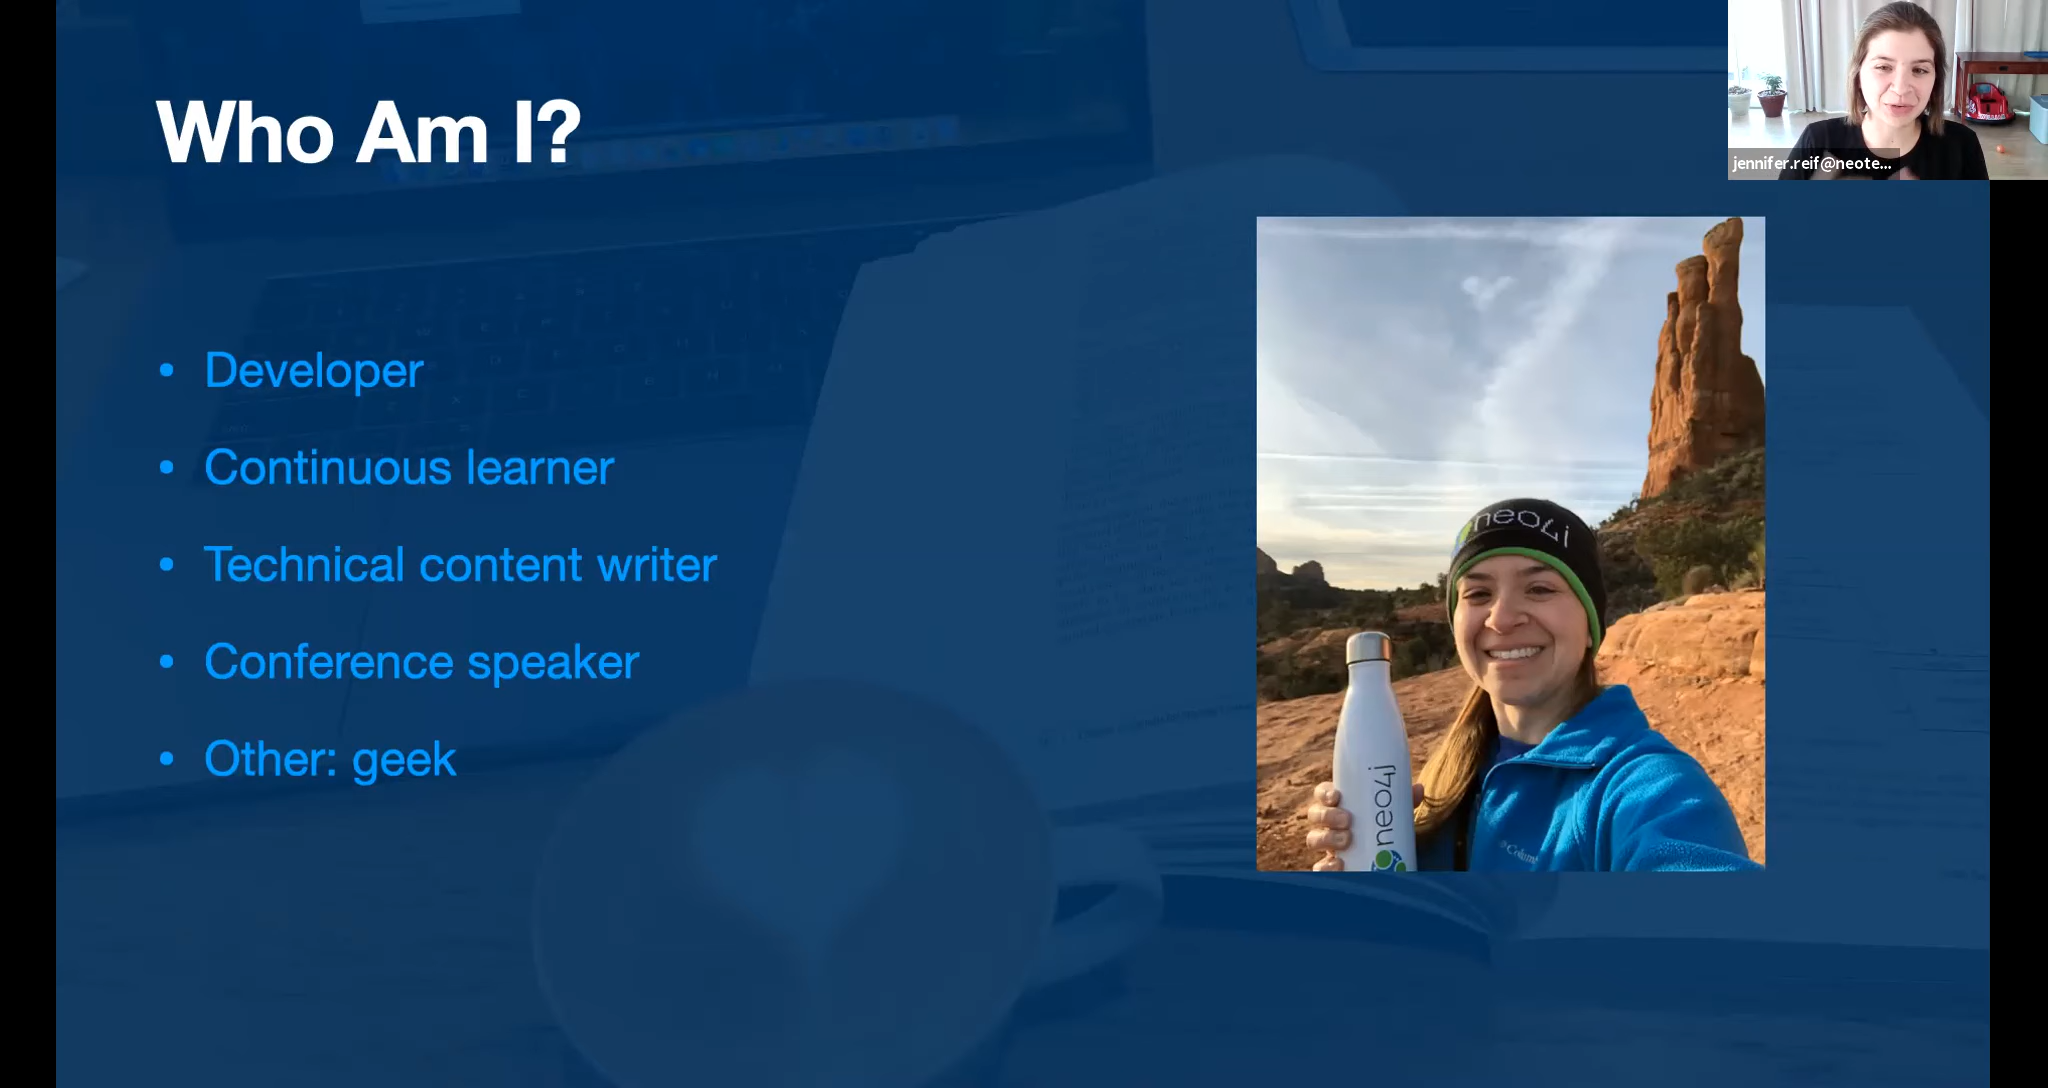 Who Am I?
jennifer.reif@neote...
• Developer
• Continuous learner
• Technical content writer
• Conference speaker
• Other: geek
neo4j
neo4j